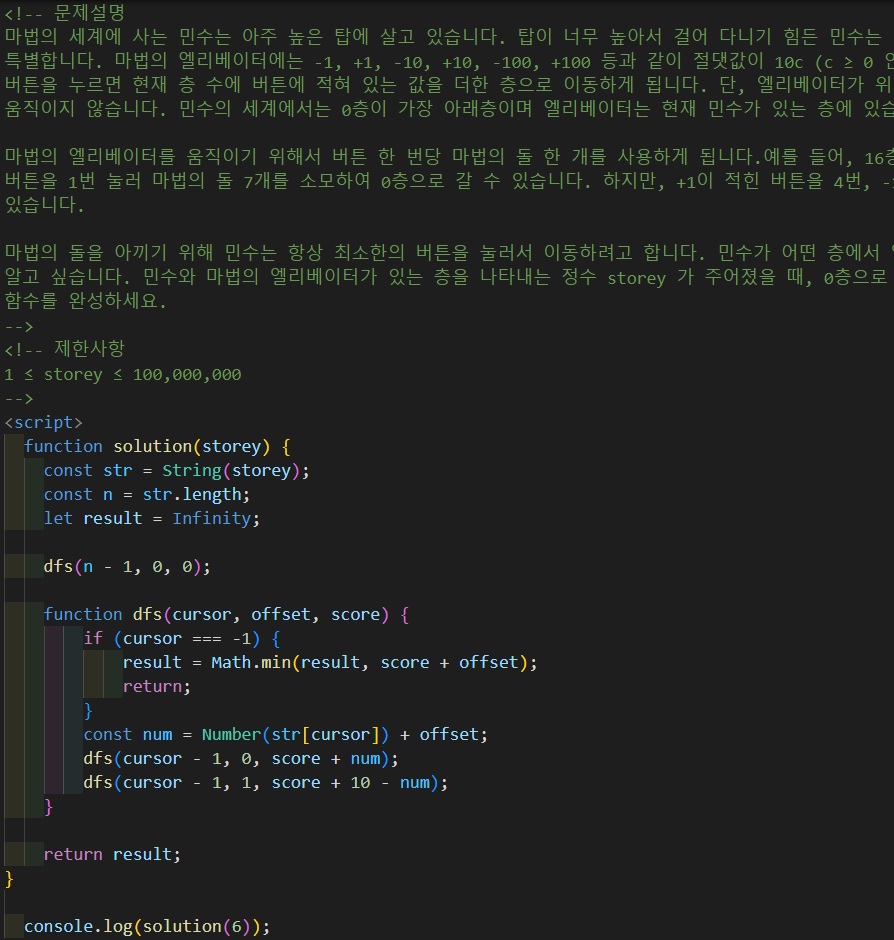 <!-- 문제설명
마법의 세계에 사는 민수는 아주 높은 탑에 살고 있습니다. 탑이 너무 높아서 걸어 다니기 힘든 민수는
특별합니다. 마법의 엘리베이터에는 -1, +1, -10, +10, -100, +100 등과 같이 절댓값이 10c (c ≥ 0 인
버튼을 누르면 현재 층 수에 버튼에 적혀 있는 값을 더한 층으로 이동하게 됩니다. 단, 엘리베이터가 위
움직이지 않습니다. 민수의 세계에서는 0층이 가장 아래층이며 엘리베이터는 현재 민수가 있는 층에 있습

마법의 엘리베이터를 움직이기 위해서 버튼 한 번당 마법의 돌 한 개를 사용하게 됩니다.예를 들어, 16층
버튼을 1번 눌러 마법의 돌 7개를 소모하여 0층으로 갈 수 있습니다. 하지만, +1이 적힌 버튼을 4번,
있습니다.

마법의 돌을 아끼기 위해 민수는 항상 최소한의 버튼을 눌러서 이동하려고 합니다. 민수가 어떤 층에서
알고 싶습니다. 민수와 마법의 엘리베이터가 있는 층을 나타내는 정수 storey 가 주어졌을 때, 0층으로
함수를 완성하세요.
-->
<!-- 제한사항
1 ≤ storey ≤ 100,000,000
-->
<script>
function solution(storey) {
const str = String(storey);
const n = str.length;
let result = Infinity;

dfs(n - 1, 0, 0);

function dfs(cursor, offset, score) {
if (cursor === -1) {
result = Math.min(result, score + offset);
return;
}
const num = Number(str[cursor]) + offset;
dfs(cursor - 1, 0, score + num);
dfs(cursor - 1, 1, score + 10 - num);
}

return result;
}

console.log(solution(6));